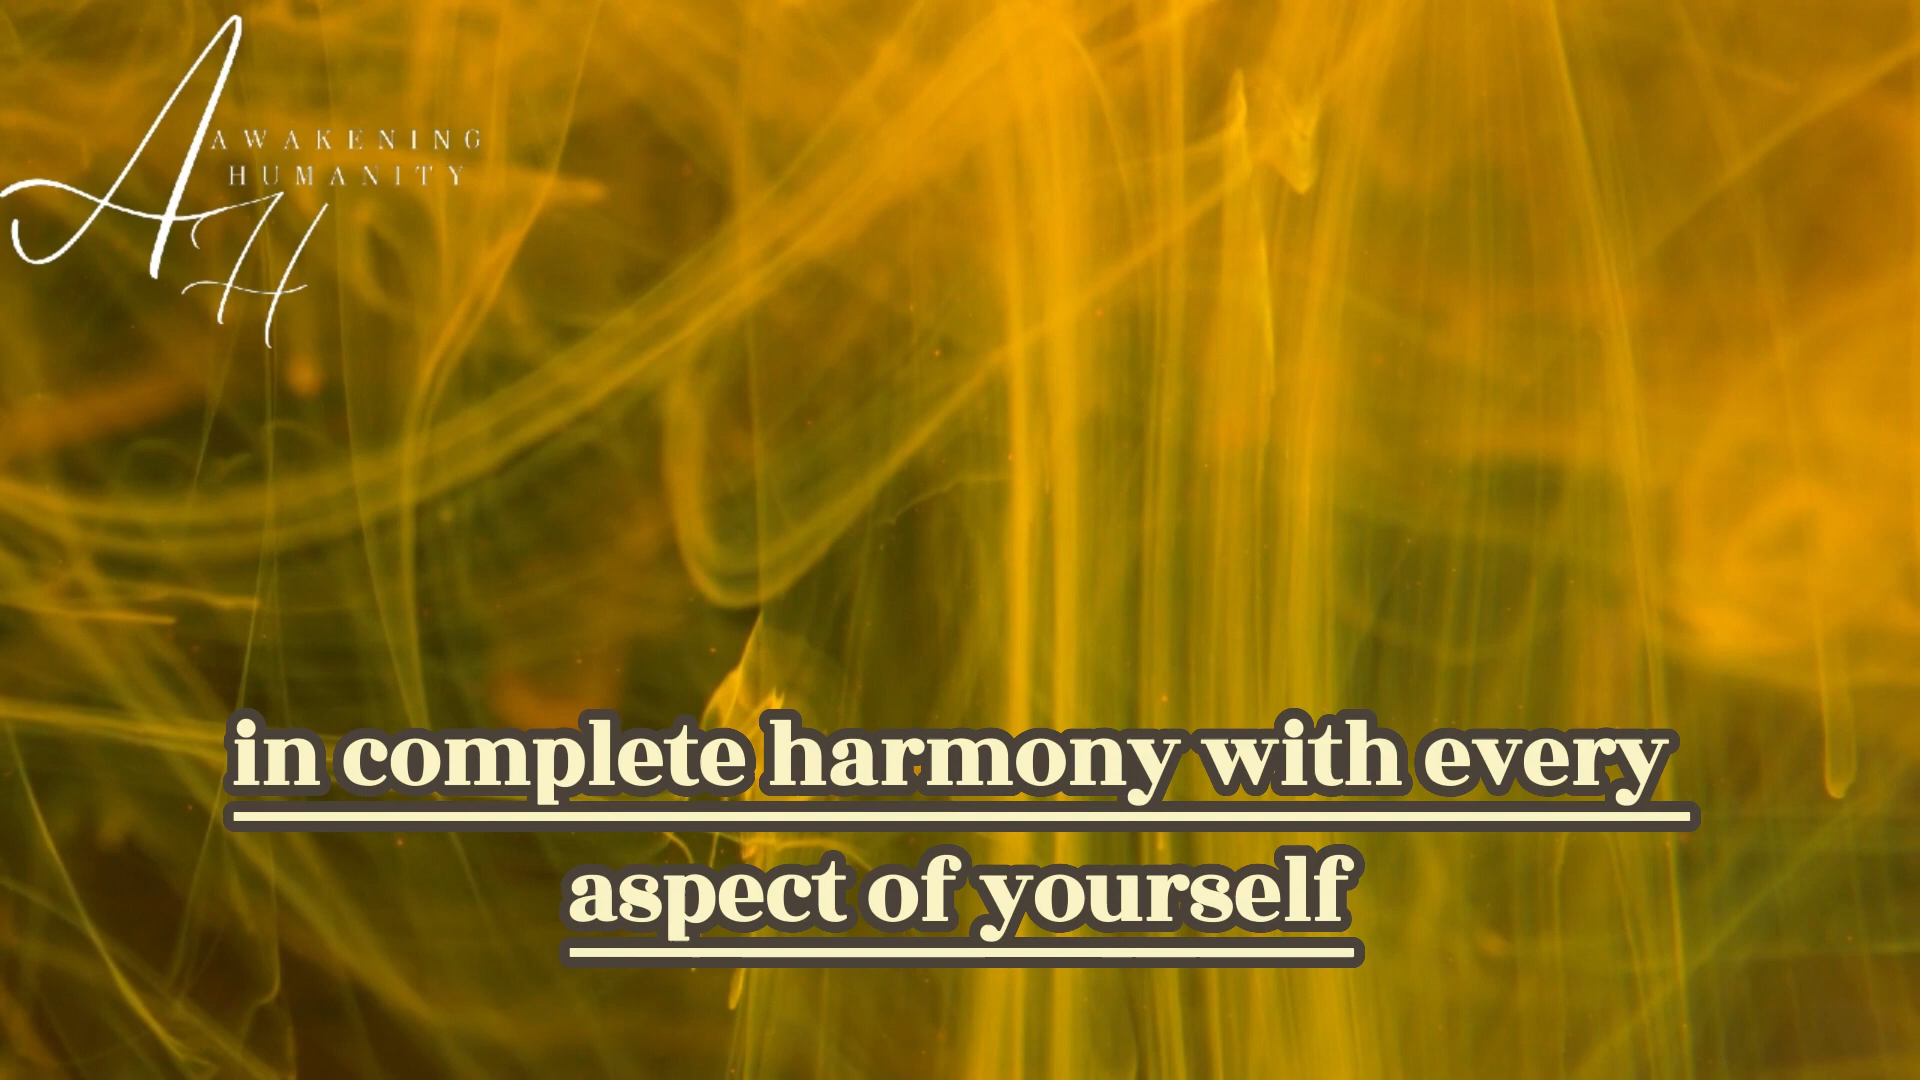 A
AWAKENING
HUMANITY
H
in complete harmony with every
aspect of yourself